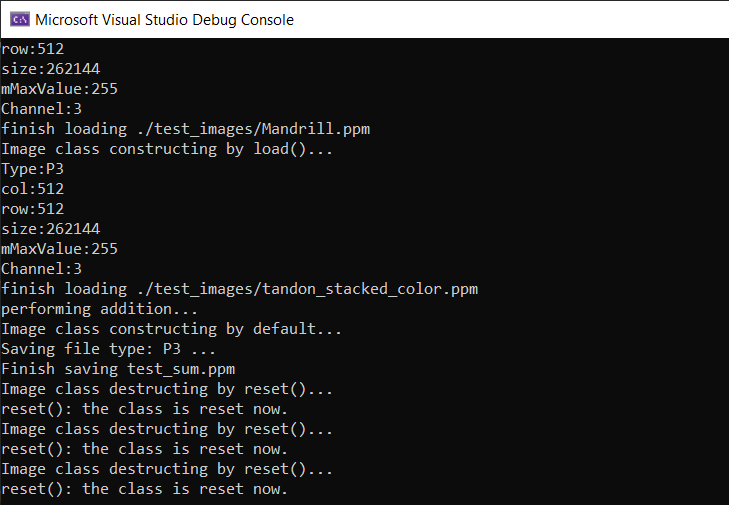 Microsoft Visual Studio Debug Console
row:512
size:262144
mMaxValue:255
Channel:3
finish loading ./test_images/Mandrill.ppm
Image class constructing by load()...
Type:P3
col:512
row:512
size:262144
mMaxValue:255
Channel:3
finish loading ./test_images/tandon_stacked_color.ppm
performing addition...
Image class constructing by default...
Saving file type: P3 ...
Finish saving test_sum.ppm
Image class destructing by reset()...
reset(): the class is reset now.
Image class destructing by reset()...
reset(): the class is reset now.
Image class destructing by reset()...
reset(): the class is reset now.